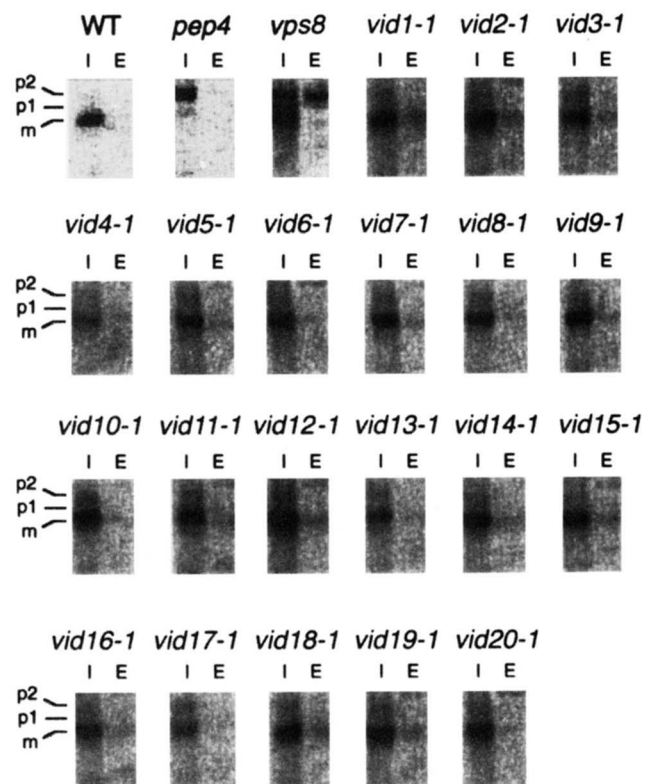 WT pep4 vps8 vid1-1 vid2-1 vid3-1
I E I E I E I E I E I E
p2
p1
m
vid4-1 vid5-1 vid6-1 vid7-1 vid8-1 vid9-1
I E I E I E I E I E I E
p2
p1
m
vid10-1 vid11-1 vid12-1 vid13-1 vid14-1 vid15-1
I E I E I E I E I E I E
p2
p1
m
vid16-1 vid17-1 vid18-1 vid19-1 vid20-1
I E I E I E I E I E
p2
p1
m